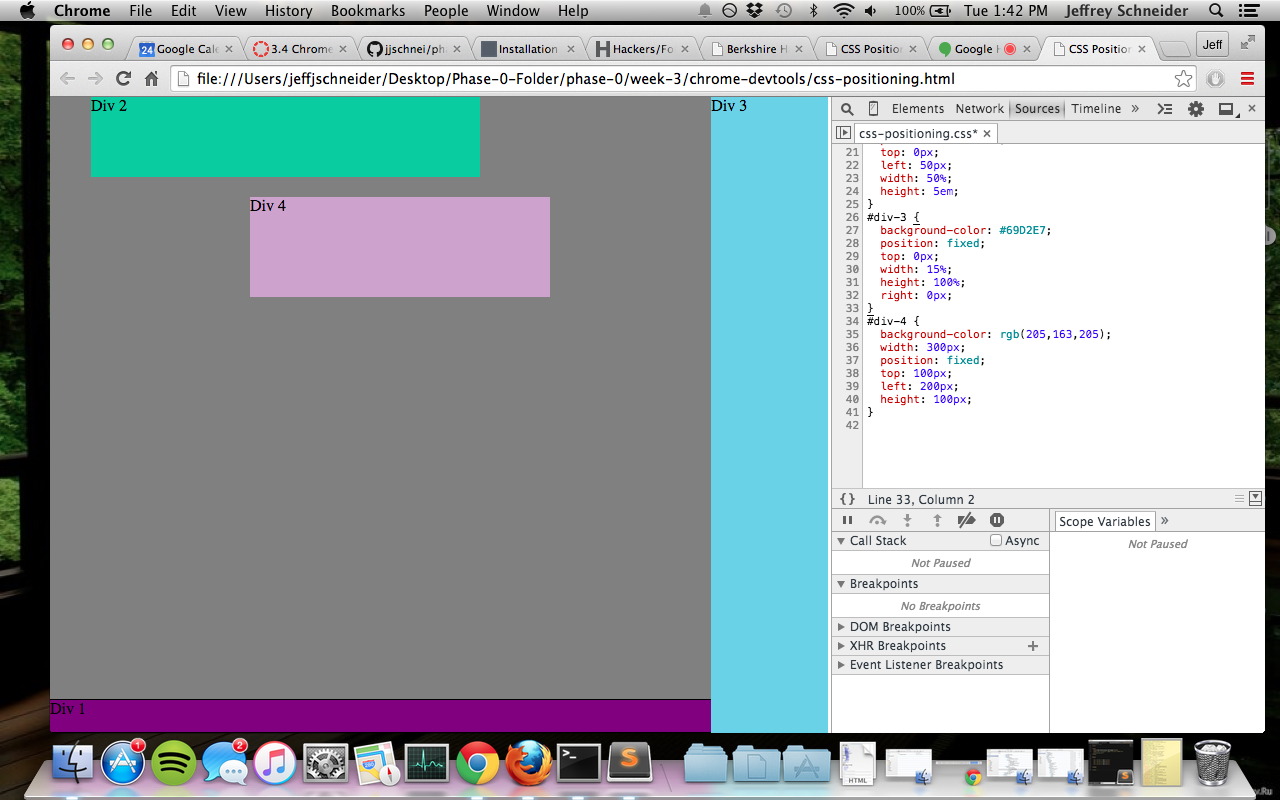 Chrome File Edit View History Bookmarks People Window Help 100% Tue 1:42 PM Jeffrey Schneider
24 Google Cale 3.4 Chrome jjschnei/ph Installation Hackers/Fo Berkshire H CSS Position Google H CSS Position Jeff
file:///Users/jeffjschneider/Desktop/Phase-0-Folder/phase-0/week-3/chrome-devtools/css-positioning.html
Div 2
Div 3
Div 4
Div 1
Elements Network Sources Timeline » ×
css-positioning.css* ×
21 top: 0px;
22 left: 50px;
23 width: 50%;
24 height: 5em;
25 }
26 #div-3 {
27 background-color: #69D2E7;
28 position: fixed;
29 top: 0px;
30 width: 15%;
31 height: 100%;
32 right: 0px;
33 }
34 #div-4 {
35 background-color: rgb(205,163,205);
36 width: 300px;
37 position: fixed;
38 top: 100px;
39 left: 200px;
40 height: 100px;
41 }
42
{} Line 33, Column 2
Scope Variables »
Not Paused
Call Stack Async
Not Paused
Breakpoints
No Breakpoints
DOM Breakpoints
XHR Breakpoints +
Event Listener Breakpoints
1
2
HTML
.Ru